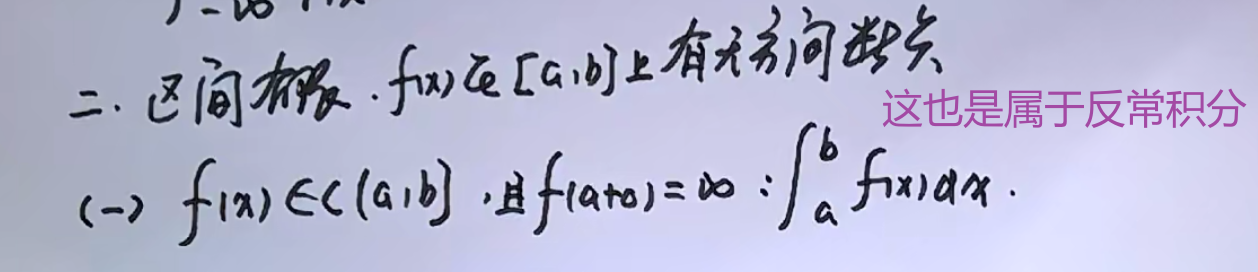 二. 区间有限. f(x)在[a,b]上有无穷间断点
这也是属于反常积分
(一) f(x)∈C(a,b], 且f(a+0)=∞ : ∫_a^b f(x)dx.